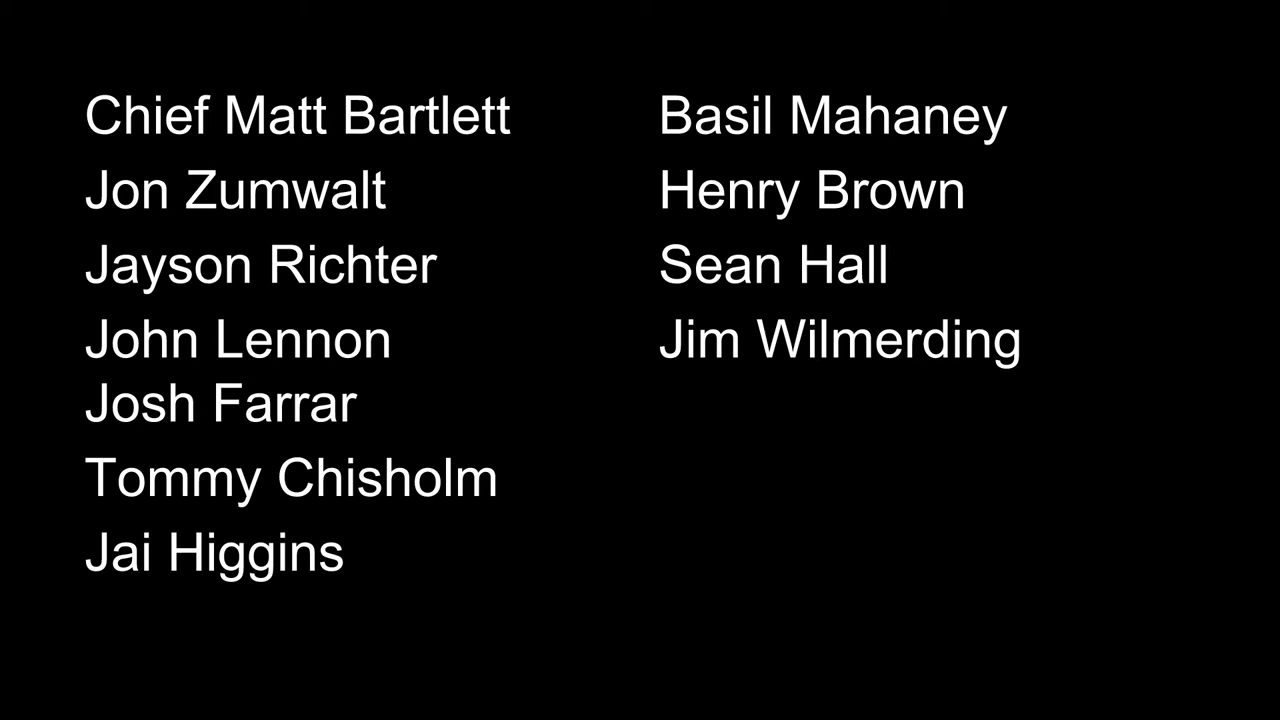 Chief Matt Bartlett
Jon Zumwalt
Jayson Richter
John Lennon
Josh Farrar
Tommy Chisholm
Jai Higgins
Basil Mahaney
Henry Brown
Sean Hall
Jim Wilmerding